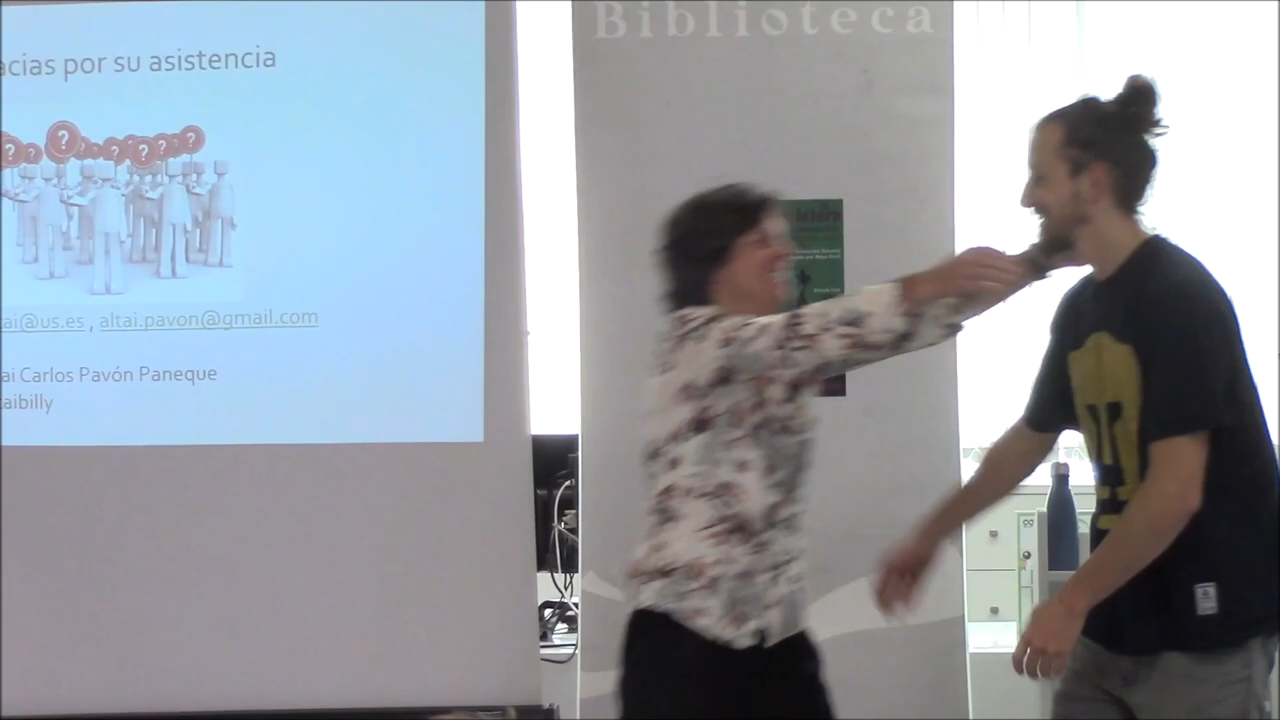 Biblioteca
acias por su asistencia
? ? ? ? ? ?
ai@us.es , altai.pavon@gmail.com
ai Carlos Pavón Paneque
aibilly